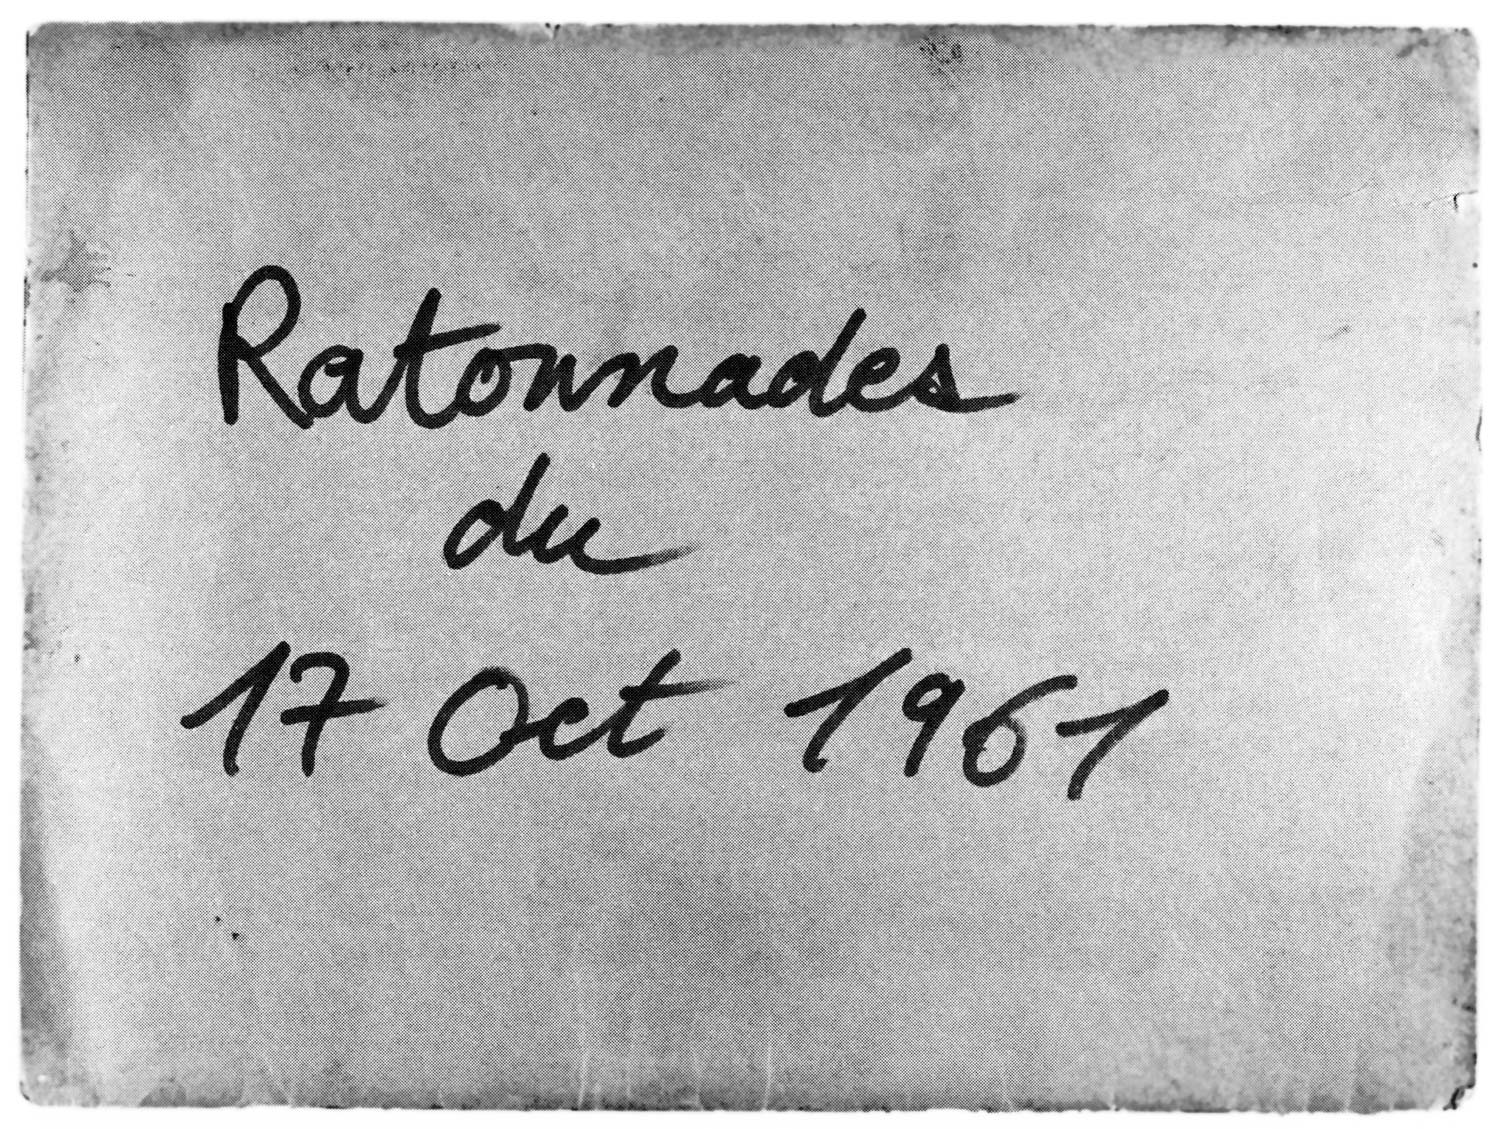 Ratonnades
du
17 Oct 1961